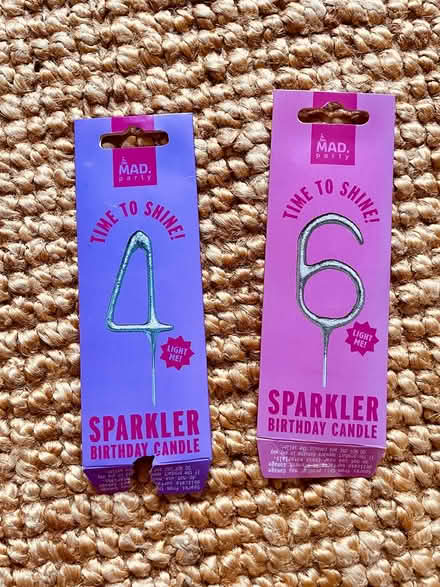 MAD.
party
TIME TO SHINE!
4
LIGHT
ME!
SPARKLER
BIRTHDAY CANDLE
MAD.
party
TIME TO SHINE!
6
LIGHT
ME!
SPARKLER
BIRTHDAY CANDLE